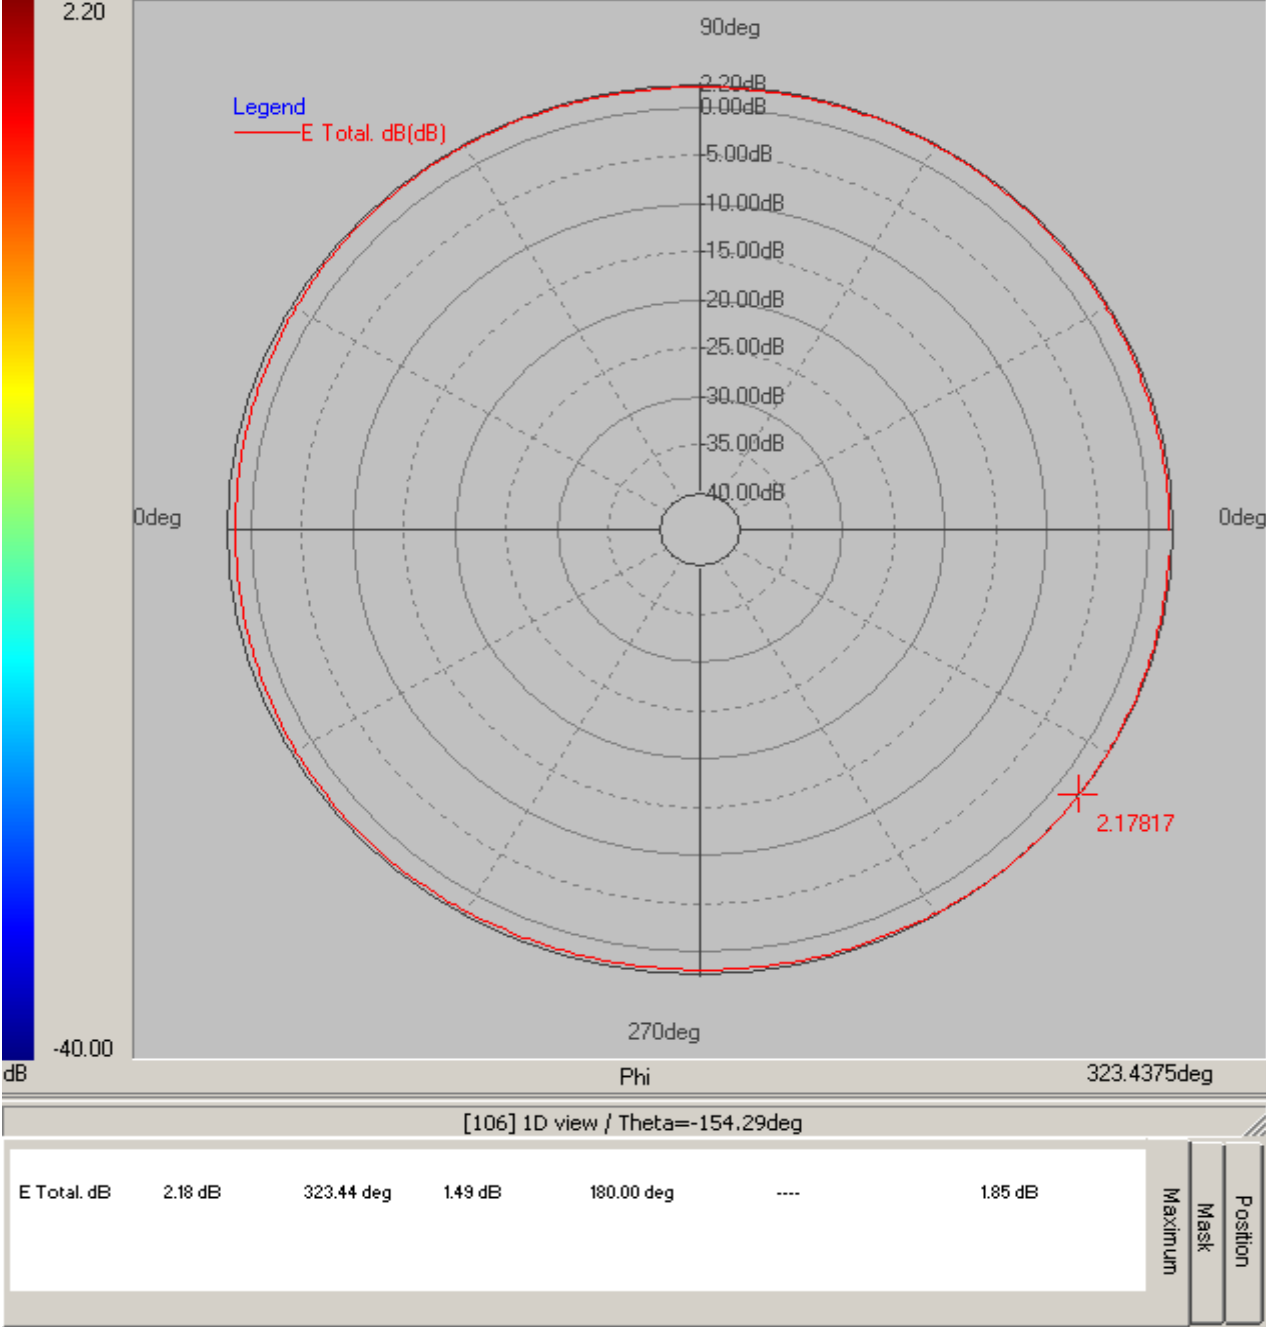 2.20
90deg
2.20dB
0.00dB
Legend
E Total. dB(dB)
-5.00dB
-10.00dB
-15.00dB
-20.00dB
-25.00dB
-30.00dB
-35.00dB
-40.00dB
0deg
0deg
2.17817
270deg
-40.00
dB
Phi
323.4375deg
[106] 1D view / Theta=-154.29deg
E Total. dB 2.18 dB 323.44 deg 1.49 dB 180.00 deg ---- 1.85 dB
Maximum
Mask
Position